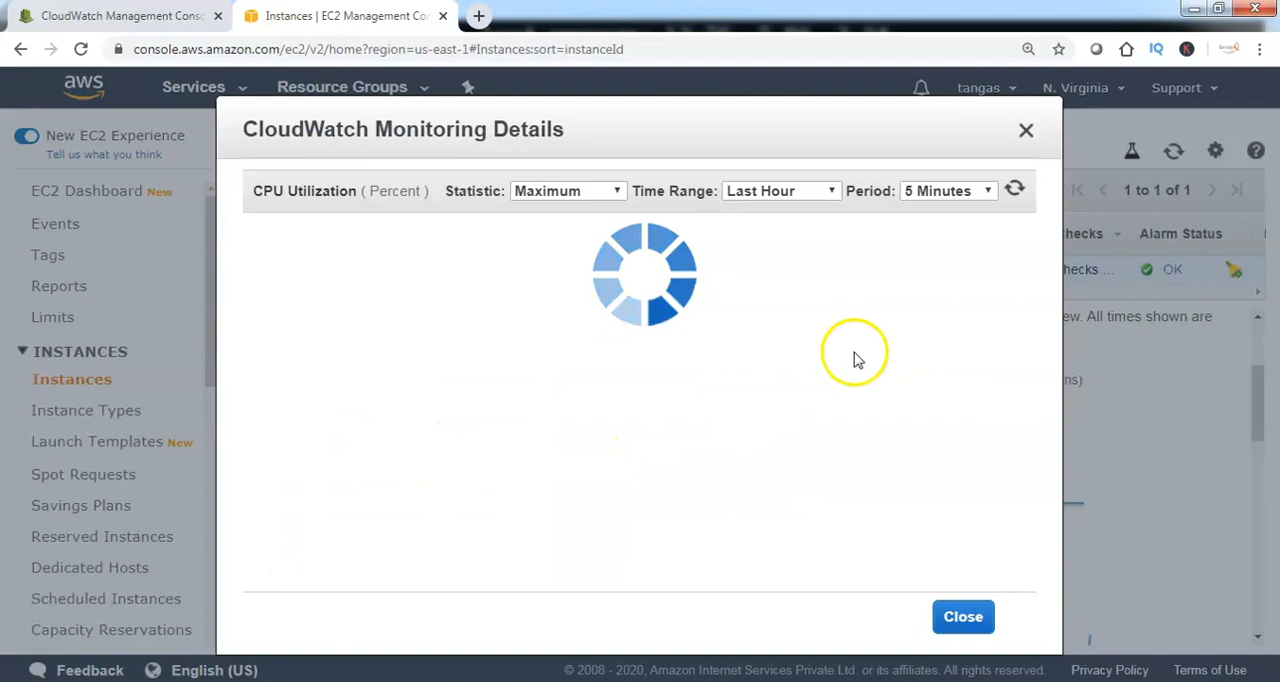 CloudWatch Management Conso
Instances | EC2 Management Con
console.aws.amazon.com/ec2/v2/home?region=us-east-1#Instances:sort=instanceId
IQ
K
aws
Services
Resource Groups
tangas
N. Virginia
Support
New EC2 Experience
Tell us what you think
EC2 Dashboard New
Events
Tags
Reports
Limits
INSTANCES
Instances
Instance Types
Launch Templates New
Spot Requests
Savings Plans
Reserved Instances
Dedicated Hosts
Scheduled Instances
Capacity Reservations
CloudWatch Monitoring Details
CPU Utilization ( Percent ) Statistic: Maximum Time Range: Last Hour Period: 5 Minutes
Close
1 to 1 of 1
hecks Alarm Status
hecks ... OK
ew. All times shown are
ns)
Feedback
English (US)
© 2008 - 2020, Amazon Internet Services Private Ltd. or its affiliates. All rights reserved.
Privacy Policy
Terms of Use